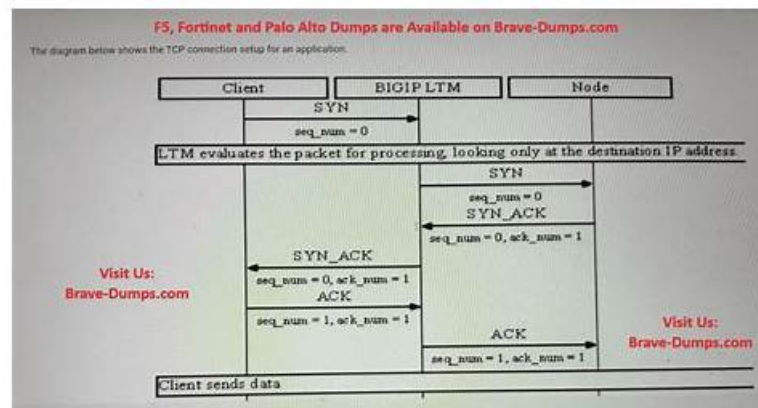 F5, Fortinet and Palo Alto Dumps are Available on Brave-Dumps.com
The diagram below shows the TCP connection setup for an application.
Client
BIGIP LTM
Node
SYN
seq_num = 0
LTM evaluates the packet for processing, looking only at the destination IP address
SYN
seq_num = 0
SYN_ACK
seq_num = 0, ack_num = 1
SYN_ACK
seq_num = 0, ack_num = 1
Visit Us:
Brave-Dumps.com
ACK
seq_num = 1, ack_num = 1
Visit Us:
Brave-Dumps.com
ACK
seq_num = 1, ack_num = 1
Client sends data